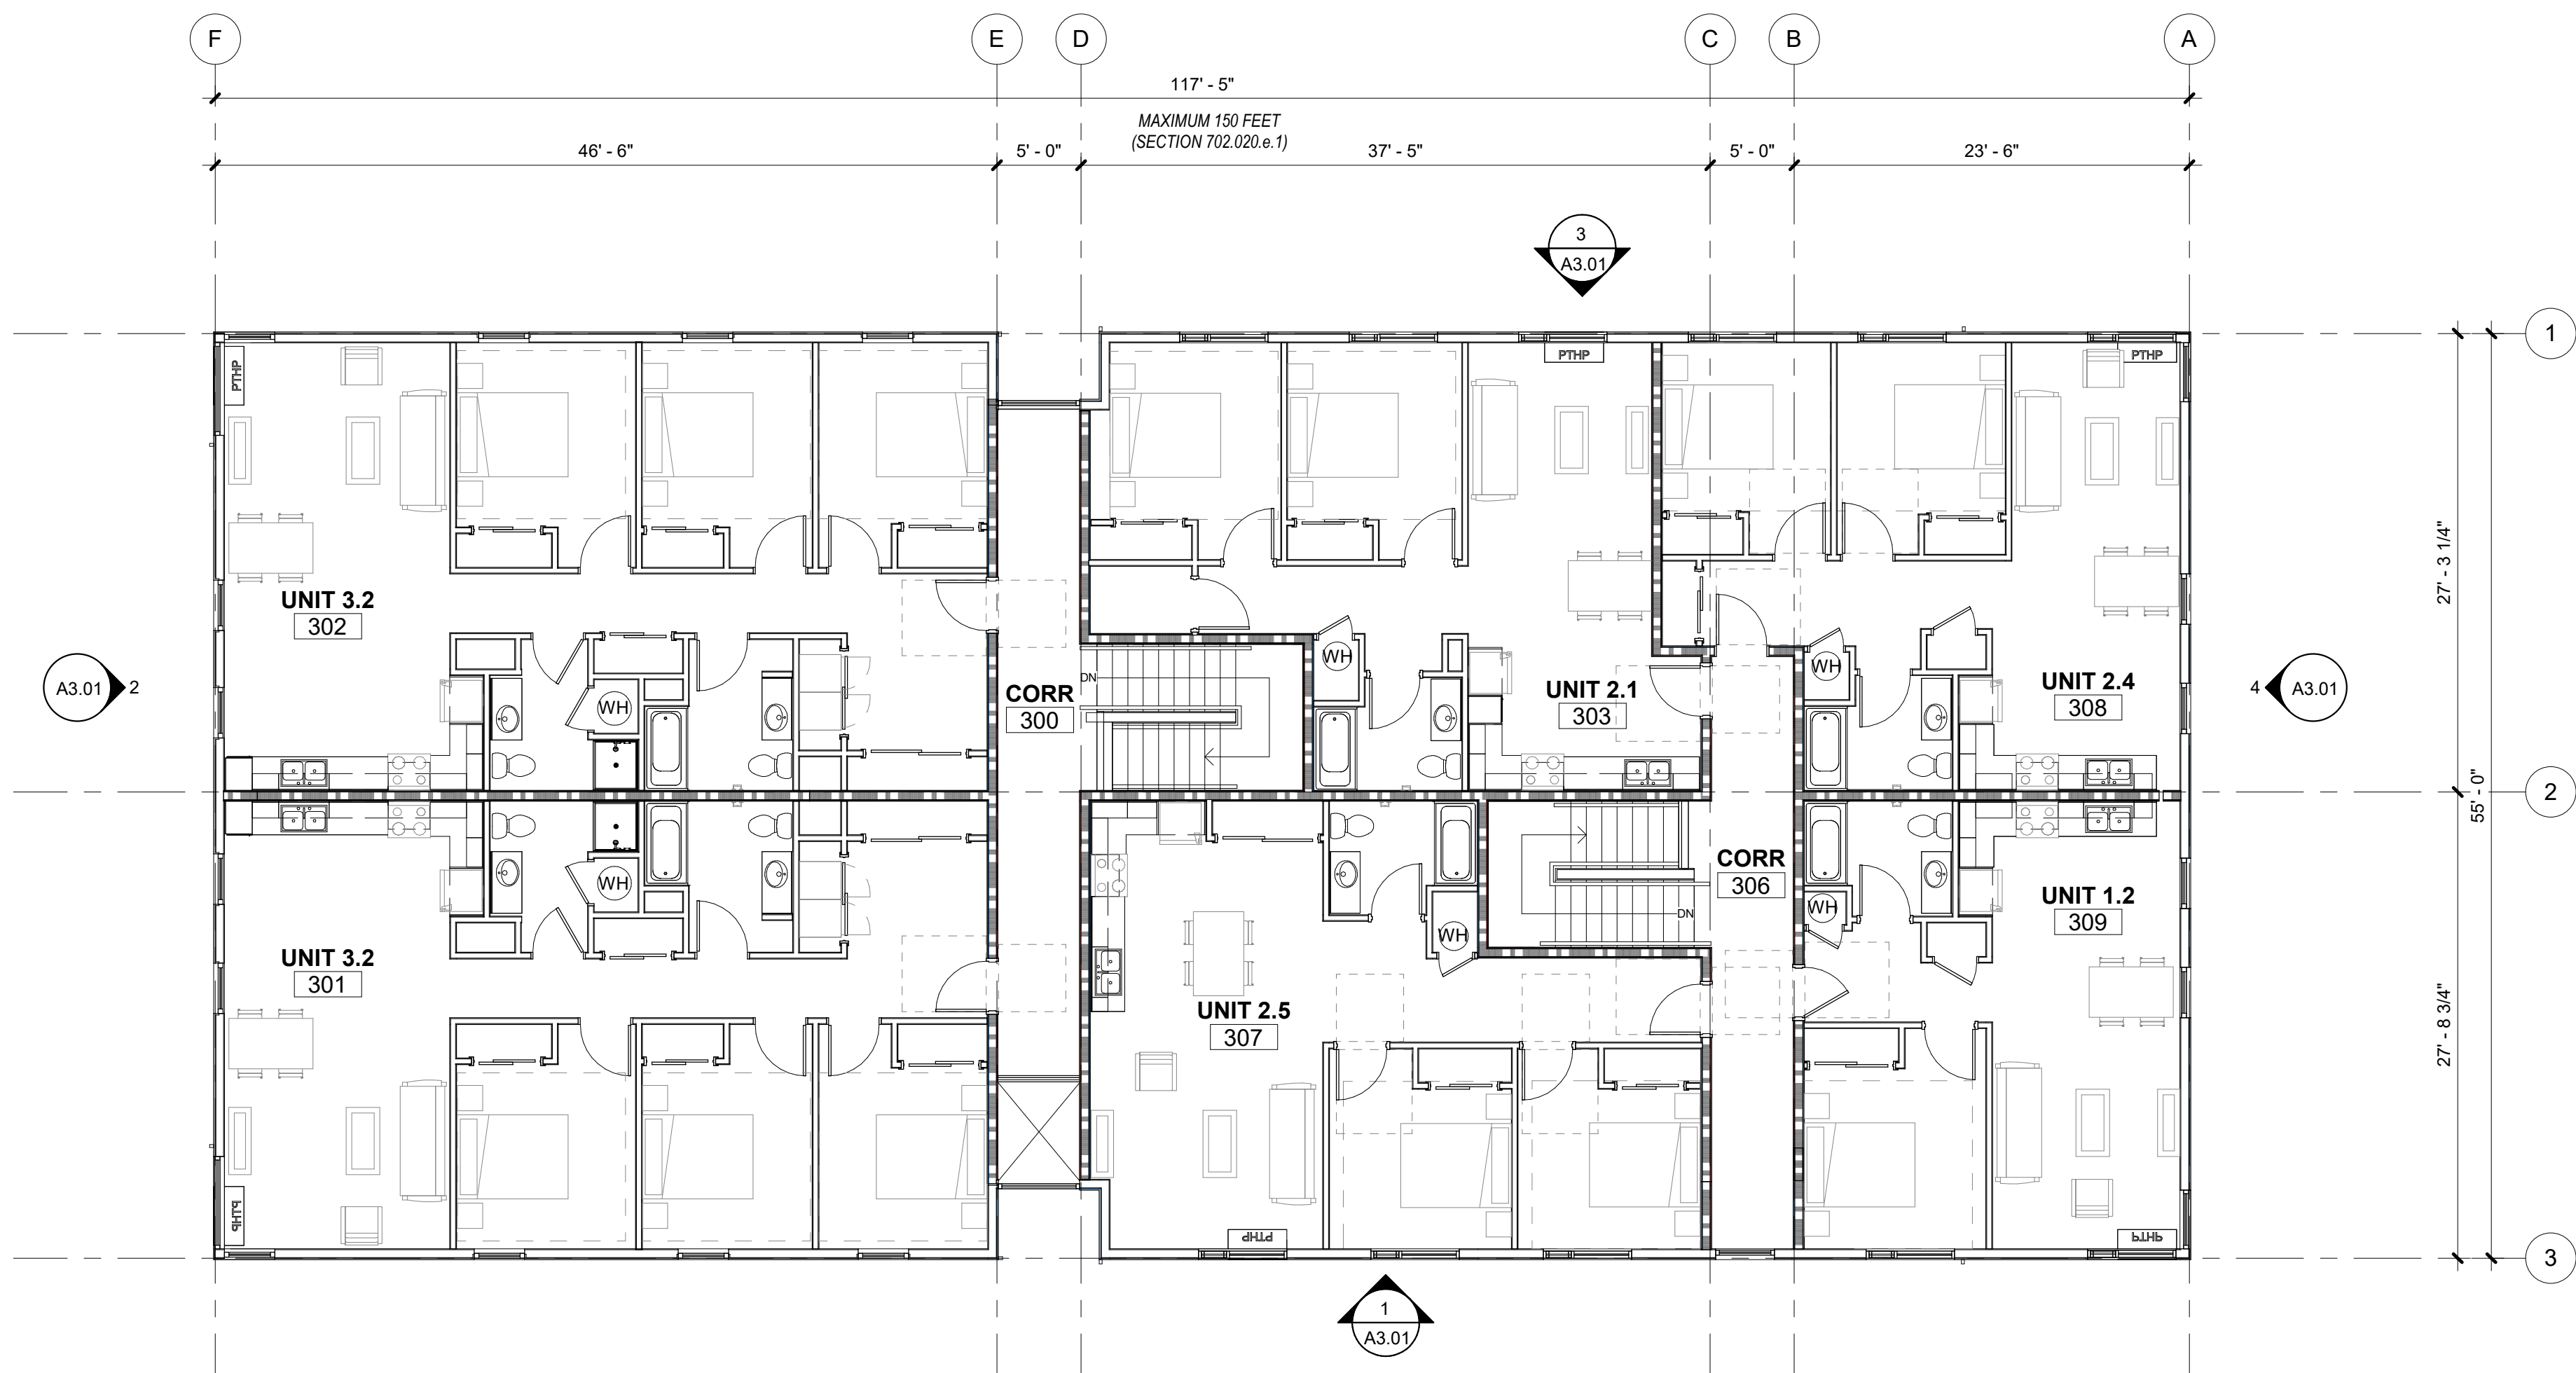 F
E
D
C
B
A
117' - 5"
MAXIMUM 150 FEET
(SECTION 702.020.e.1)
46' - 6"
5' - 0"
37' - 5"
5' - 0"
23' - 6"
3
A3.01
1
PTHP
PTHP
PTHP
27' - 3 1/4"
UNIT 3.2
302
WH
WH
DN
CORR
300
UNIT 2.1
303
WH
UNIT 2.4
308
A3.01
2
4
A3.01
2
55' - 0"
WH
UNIT 3.2
301
WH
UNIT 2.5
307
DN
CORR
306
WH
UNIT 1.2
309
27' - 8 3/4"
PTHP
PTHP
PTHP
3
1
A3.01